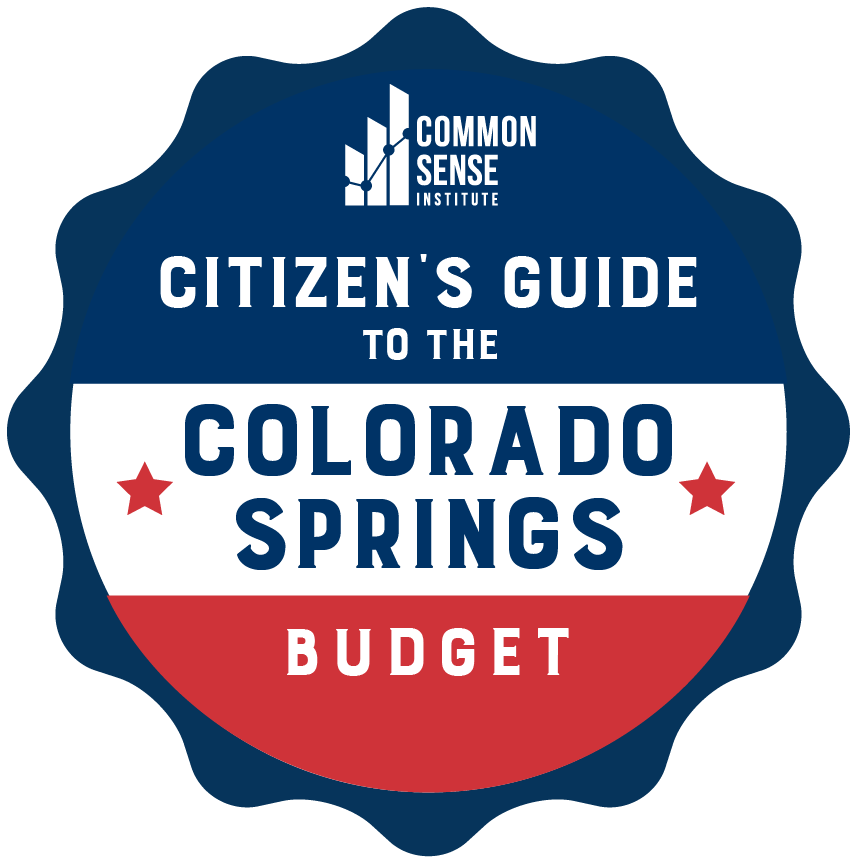 COMMON
SENSE
INSTITUTE
CITIZEN'S GUIDE
TO THE
COLORADO
SPRINGS
BUDGET